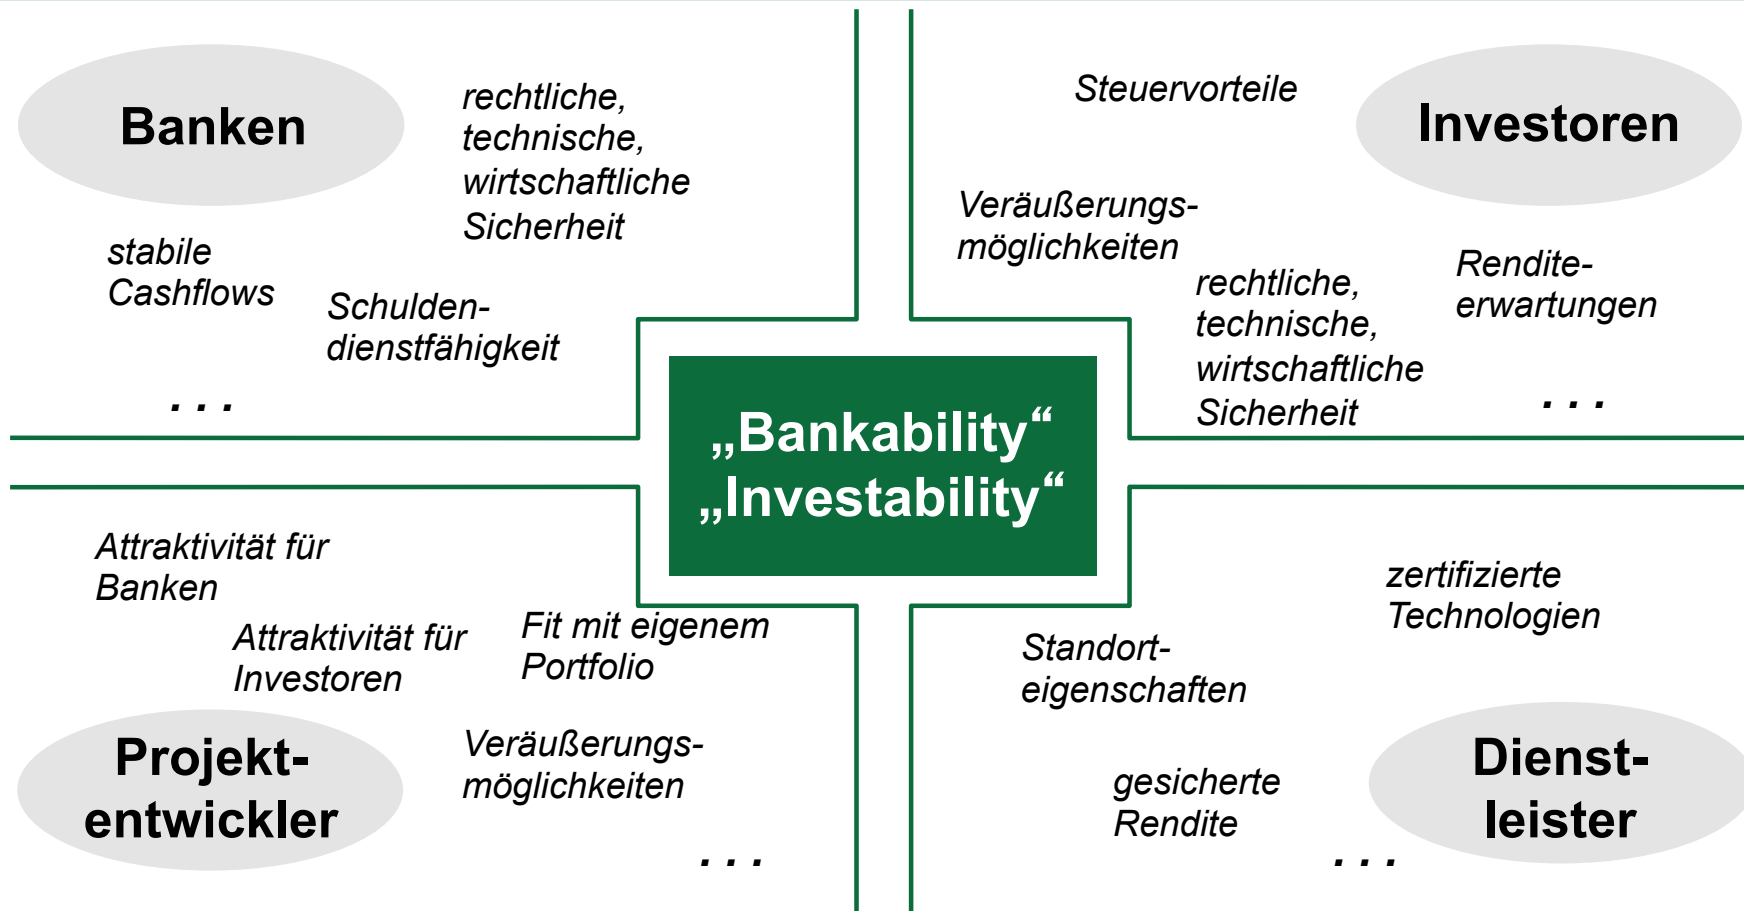 Banken
rechtliche,
technische,
wirtschaftliche
Sicherheit
stabile
Cashflows
Schulden-
dienstfähigkeit
. . .
Steuervorteile
Investoren
Veräußerungs-
möglichkeiten
rechtliche,
technische,
wirtschaftliche
Sicherheit
Rendite-
erwartungen
. . .
„Bankability“
„Investability“
Attraktivität für
Banken
Attraktivität für
Investoren
Fit mit eigenem
Portfolio
Projekt-
entwickler
Veräußerungs-
möglichkeiten
. . .
zertifizierte
Technologien
Standort-
eigenschaften
gesicherte
Rendite
Dienst-
leister
. . .